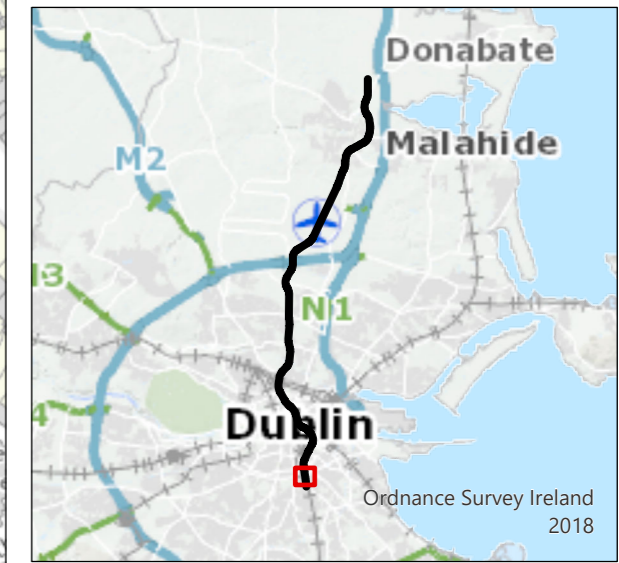 Donabate
Malahide
M2
N1
Dublin
Ordnance Survey Ireland
2018